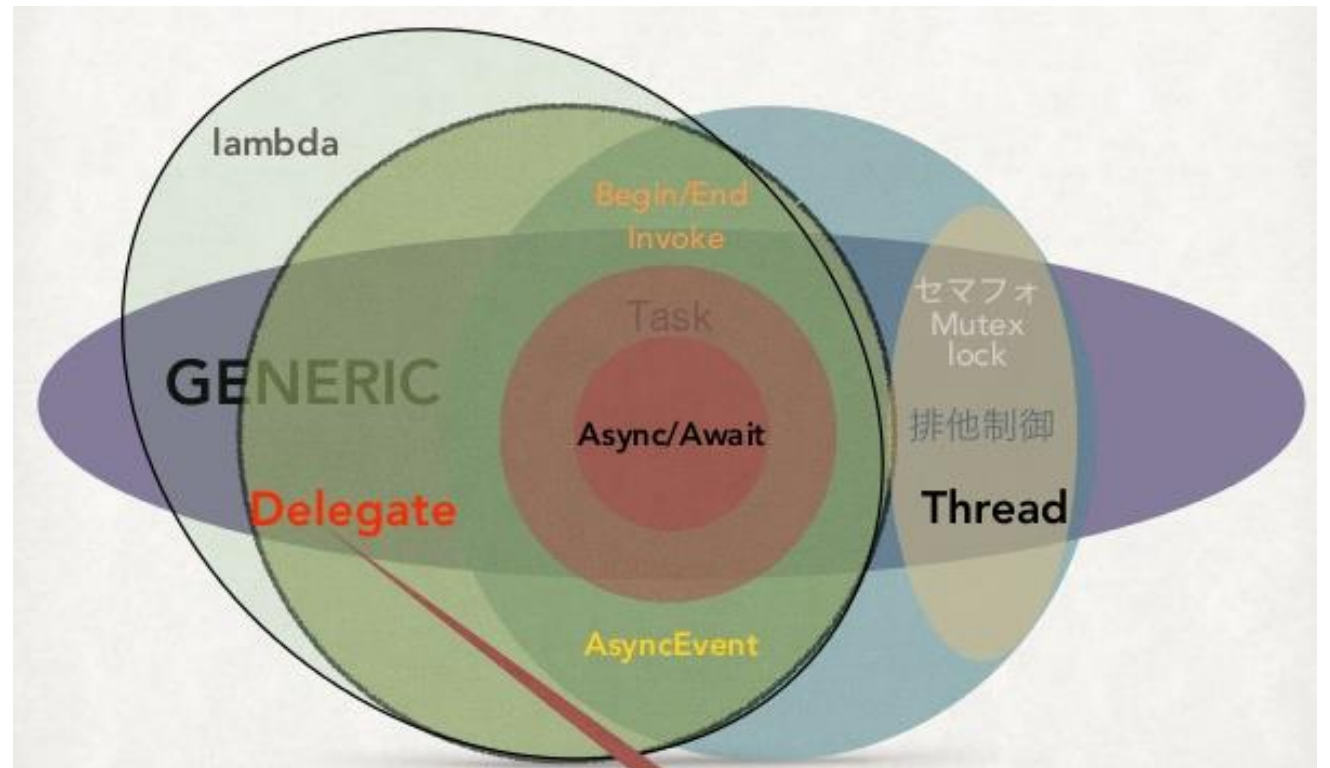 lambda
Begin/End
Invoke
セマフォ
Mutex
lock
Task
GENERIC
Async/Await
排他制御
Delegate
Thread
AsyncEvent